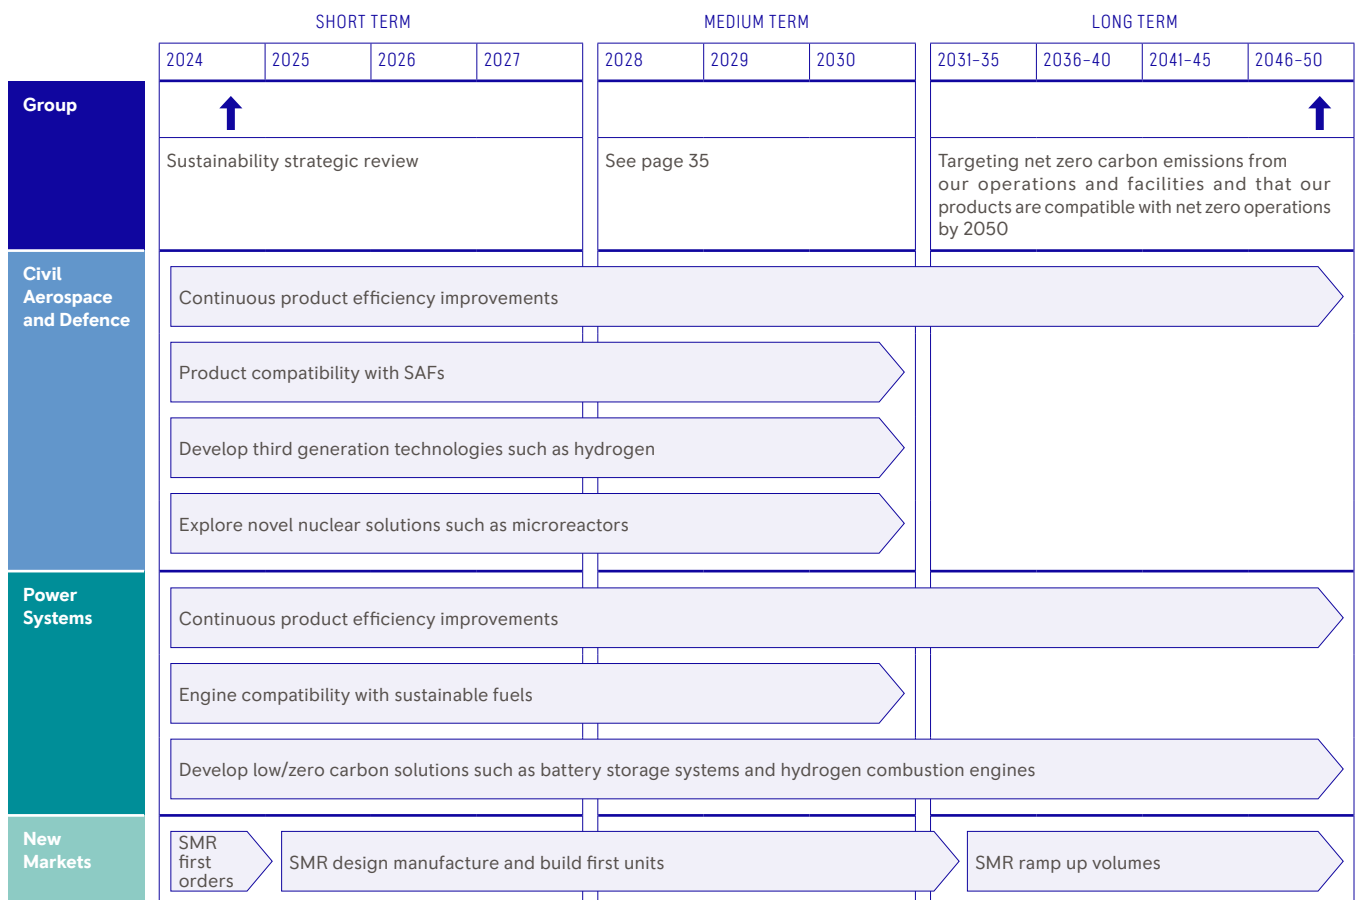 SHORT TERM
MEDIUM TERM
LONG TERM
2024
2025
2026
2027
2028
2029
2030
2031–35
2036–40
2041–45
2046–50
Group
Sustainability strategic review
See page 35
Targeting net zero carbon emissions from
our operations and facilities and that our
products are compatible with net zero operations
by 2050
Civil
Aerospace
and Defence
Continuous product efficiency improvements
Product compatibility with SAFs
Develop third generation technologies such as hydrogen
Explore novel nuclear solutions such as microreactors
Power
Systems
Continuous product efficiency improvements
Engine compatibility with sustainable fuels
Develop low/zero carbon solutions such as battery storage systems and hydrogen combustion engines
New
Markets
SMR
first
orders
SMR design manufacture and build first units
SMR ramp up volumes